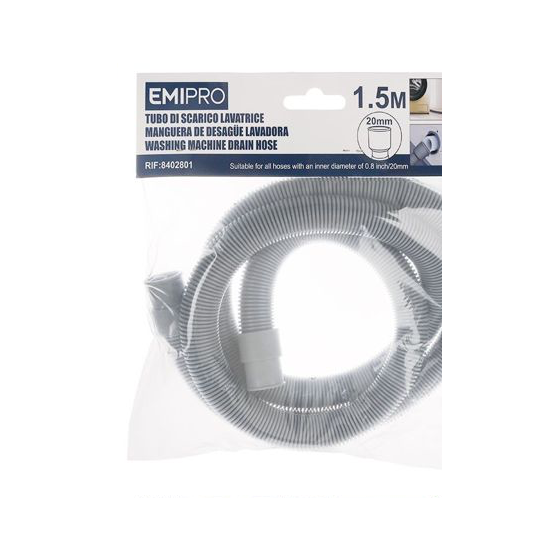 EMIPRO
TUBO DI SCARICO LAVATRICE
MANGUERA DE DESAGÜE LAVADORA
WASHING MACHINE DRAIN HOSE
RIF:8402801
1.5M
20mm
Suitable for all hoses with an inner diameter of 0.8 inch/20mm